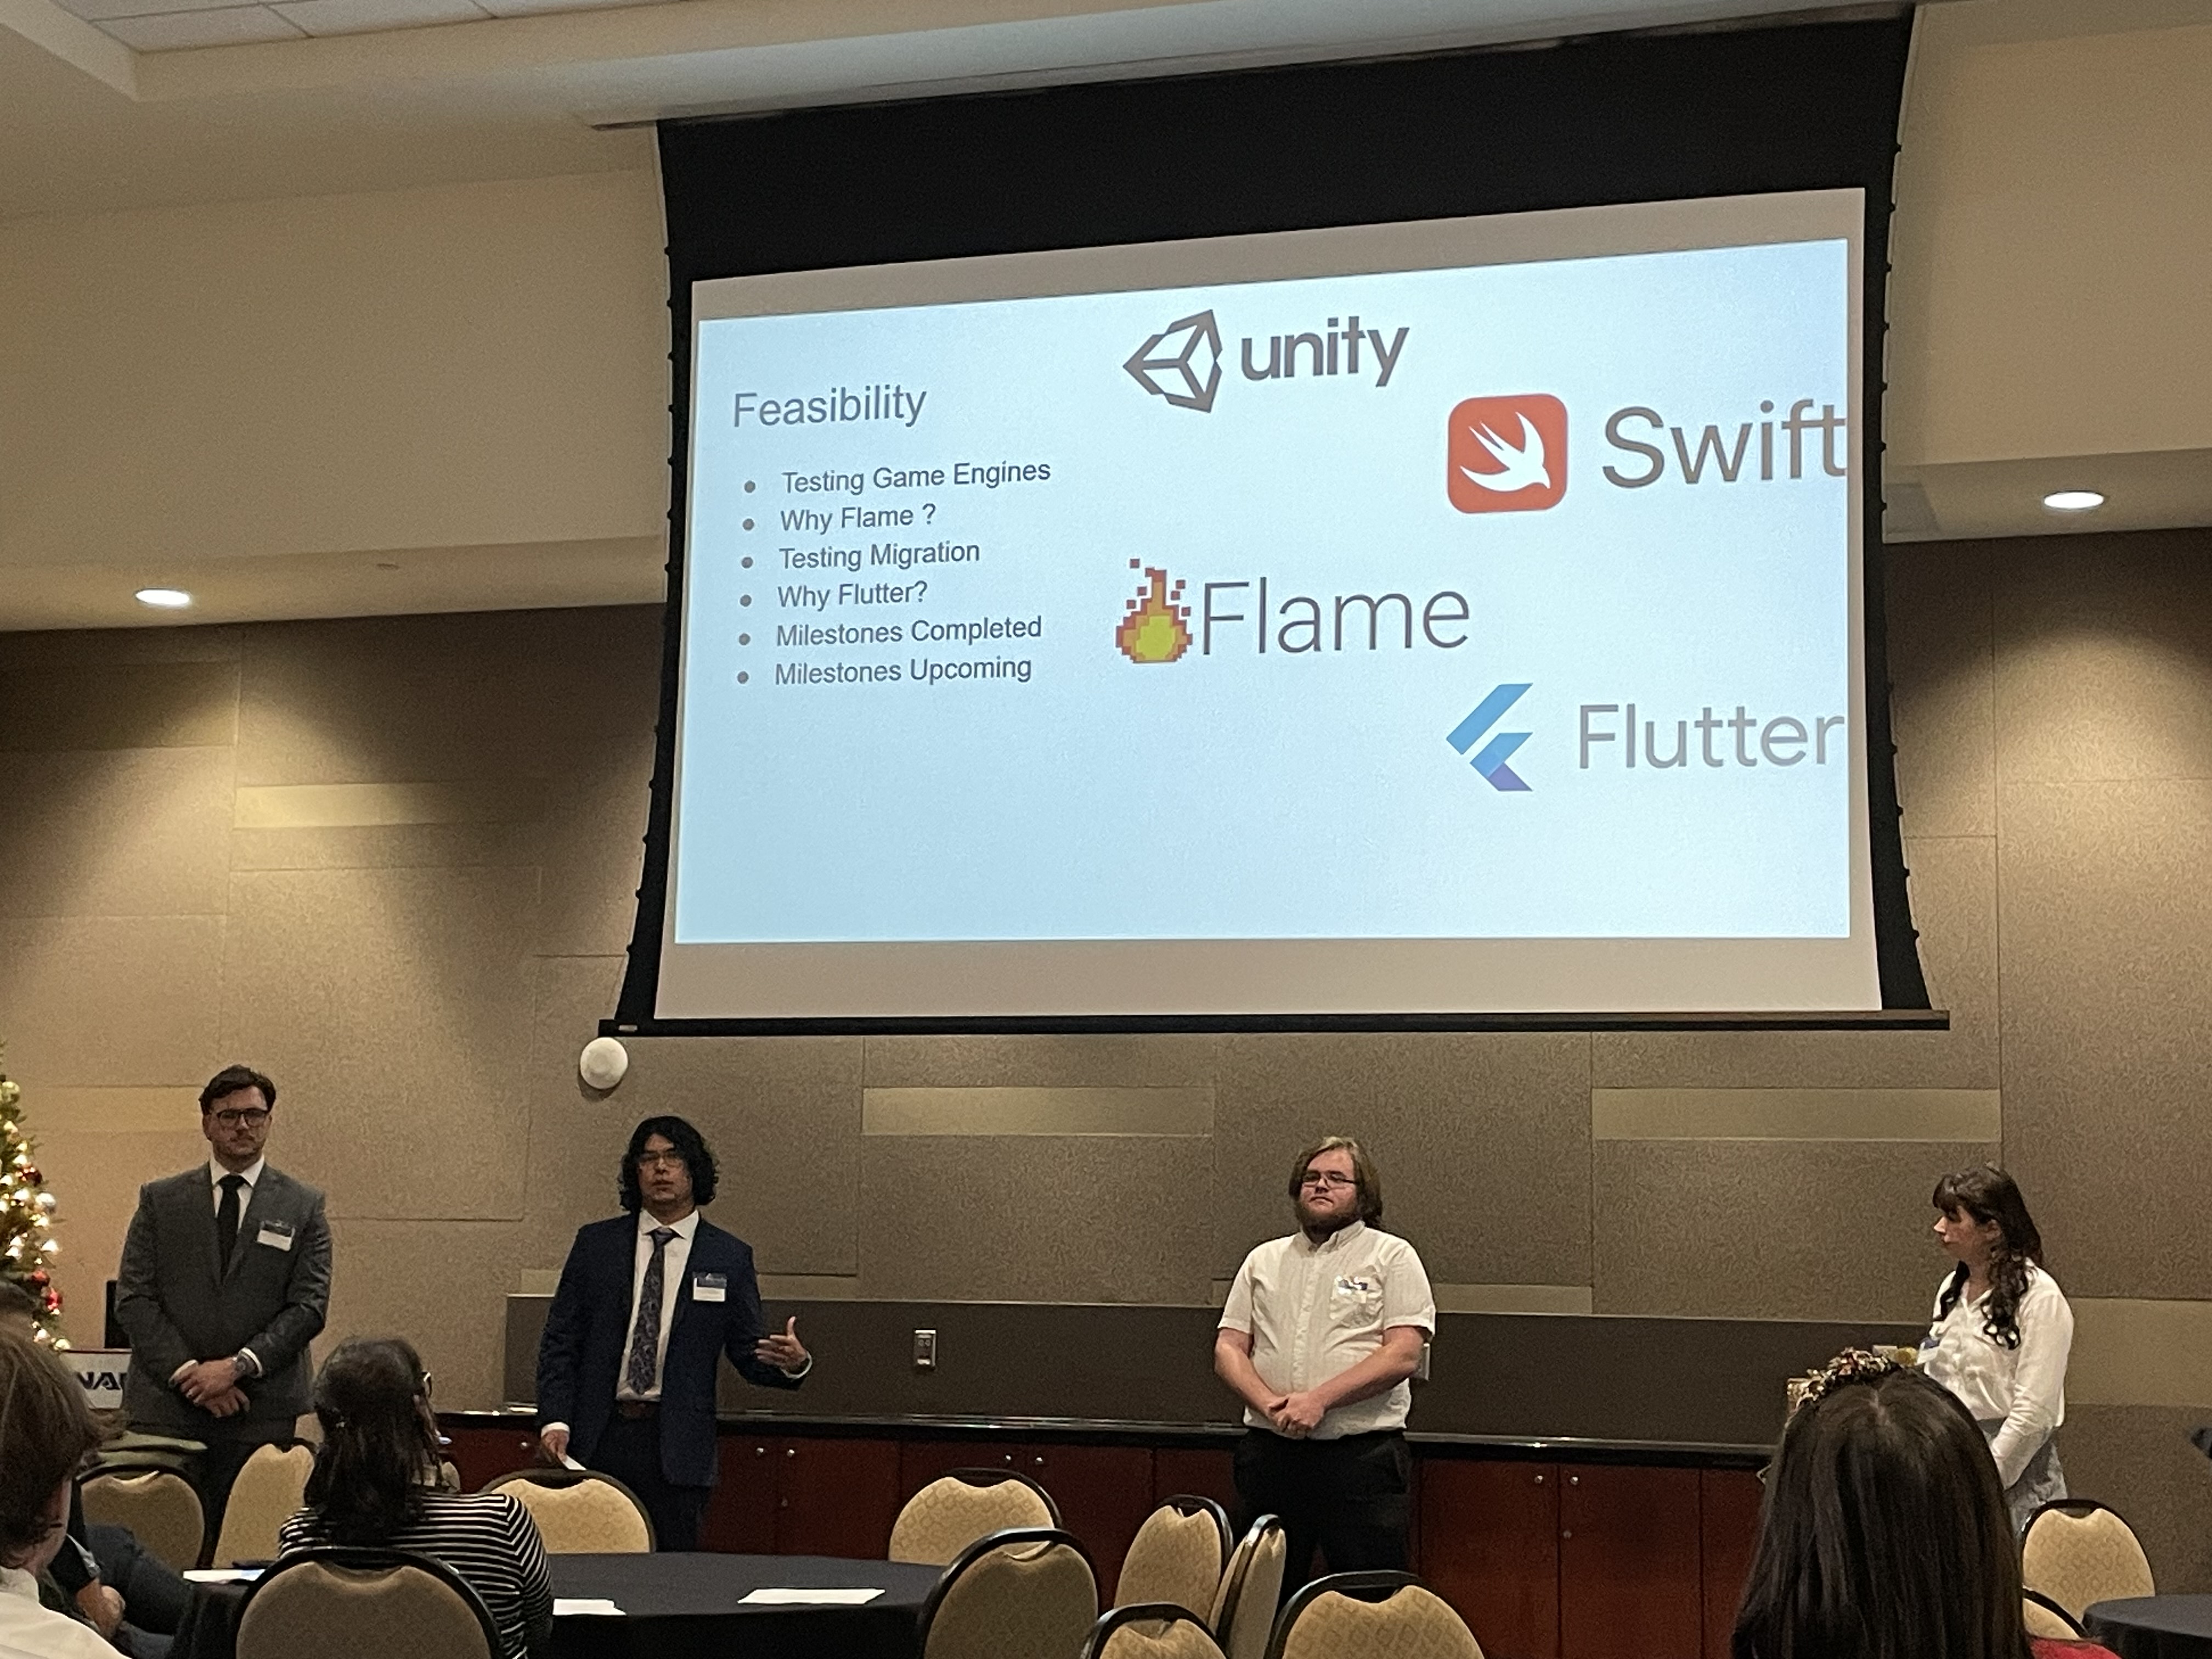 Feasibility
Testing Game Engines
Why Flame ?
Testing Migration
Why Flutter?
Milestones Completed
Milestones Upcoming
unity
Swift
Flame
Flutter